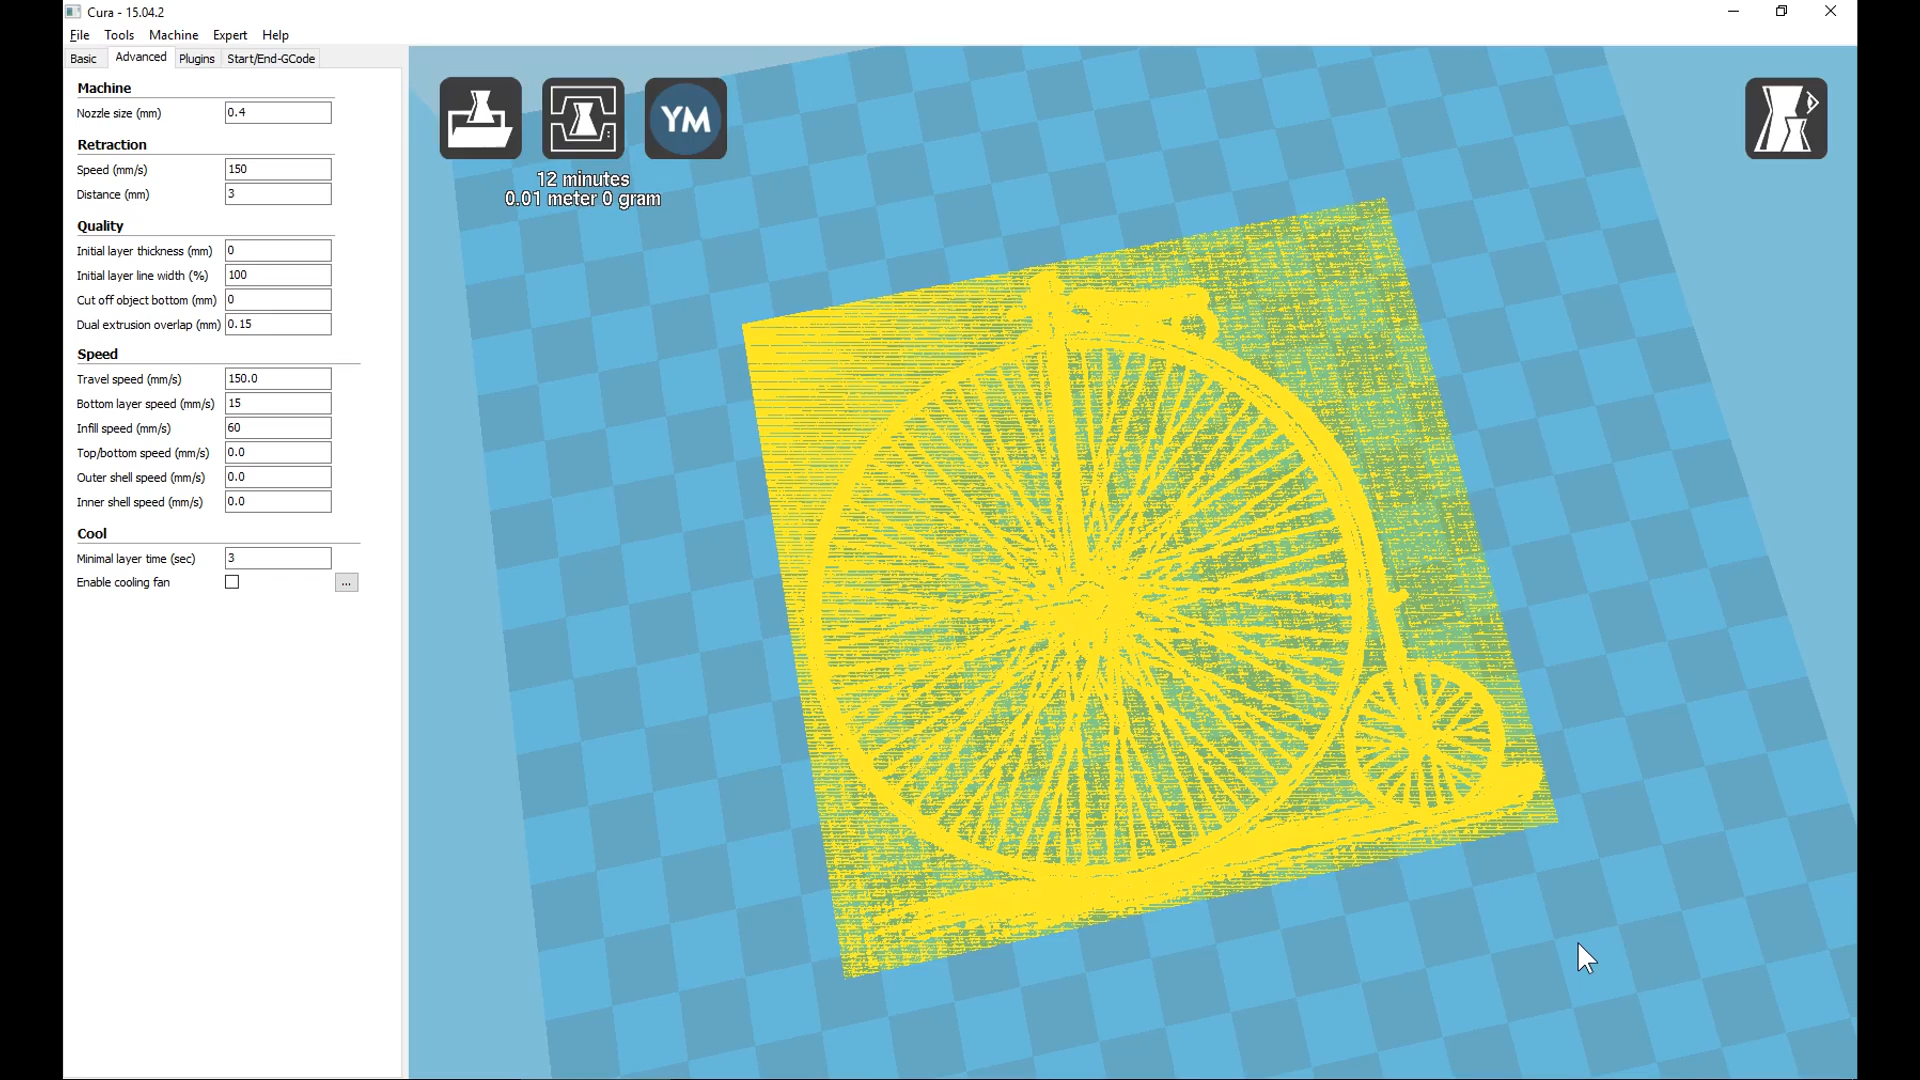 Cura - 15.04.2
File Tools Machine Expert Help
Basic Advanced Plugins Start/End-GCode
Machine
Nozzle size (mm) 0.4
Retraction
Speed (mm/s) 150
Distance (mm) 3
Quality
Initial layer thickness (mm) 0
Initial layer line width (%) 100
Cut off object bottom (mm) 0
Dual extrusion overlap (mm) 0.15
Speed
Travel speed (mm/s) 150.0
Bottom layer speed (mm/s) 15
Infill speed (mm/s) 60
Top/bottom speed (mm/s) 0.0
Outer shell speed (mm/s) 0.0
Inner shell speed (mm/s) 0.0
Cool
Minimal layer time (sec) 3
Enable cooling fan ...
YM
12 minutes
0.01 meter 0 gram